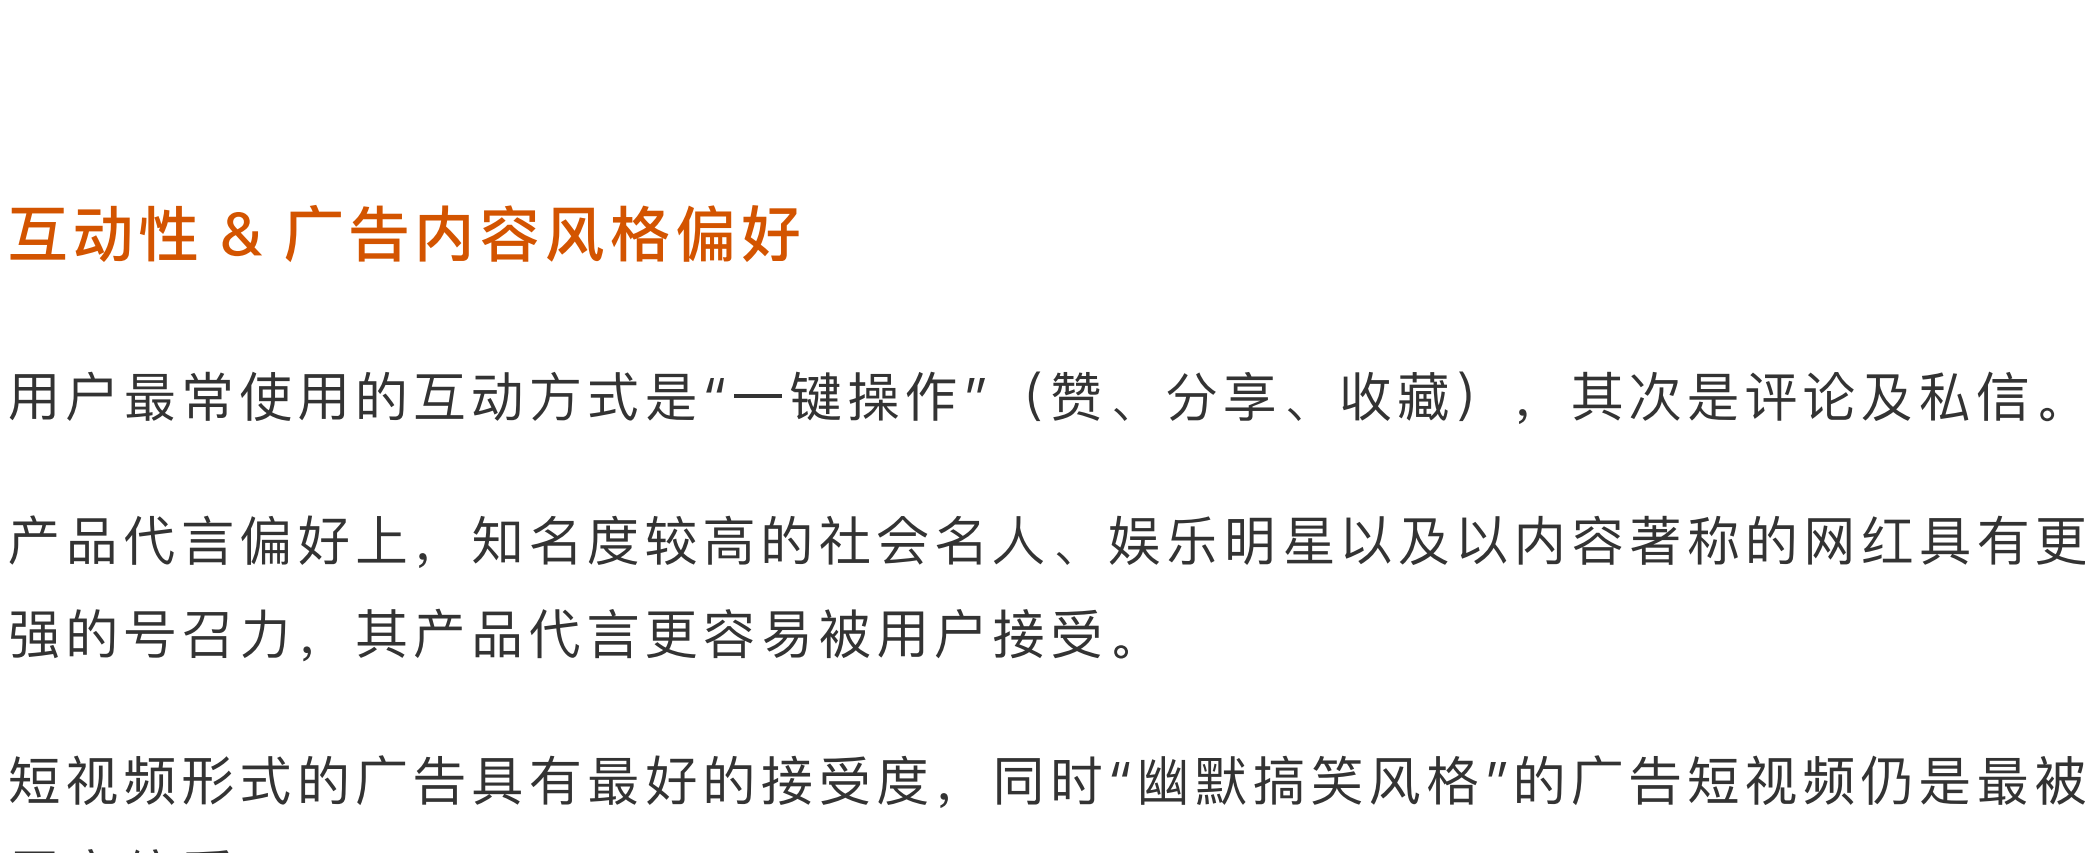 互动性 & 广告内容风格偏好
用户最常使用的互动方式是“一键操作”（赞、分享、收藏），其次是评论及私信。
产品代言偏好上，知名度较高的社会名人、娱乐明星以及以内容著称的网红具有更
强的号召力，其产品代言更容易被用户接受。
短视频形式的广告具有最好的接受度，同时“幽默搞笑风格”的广告短视频仍是最被